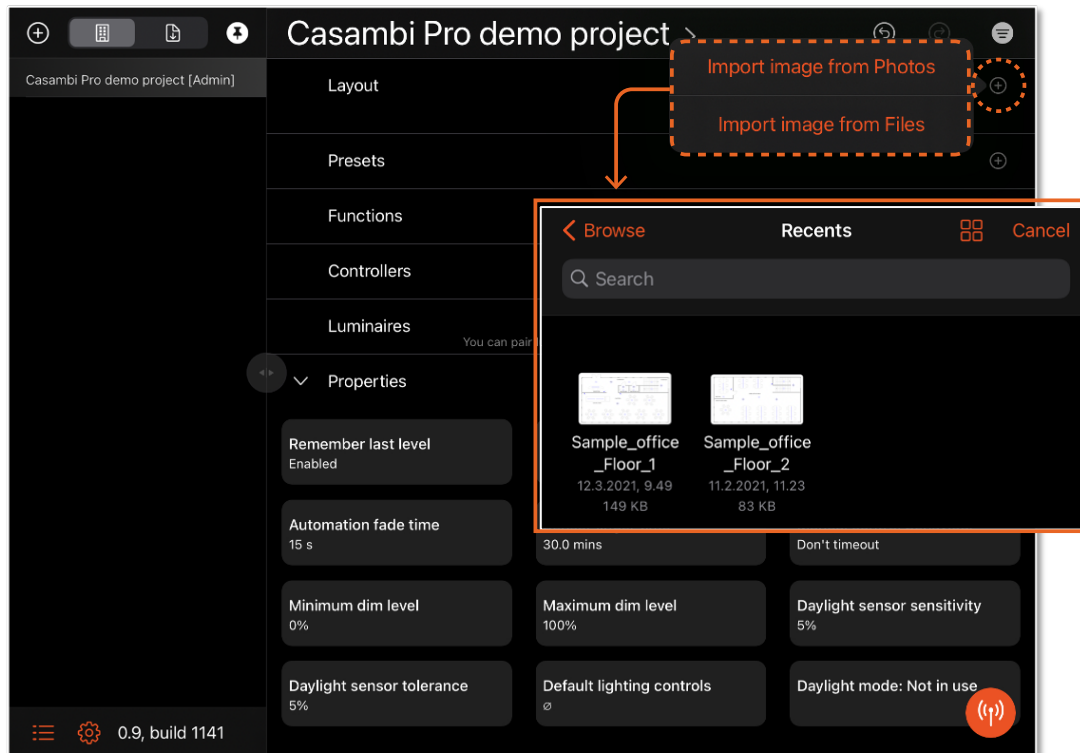 Casambi Pro demo project
Casambi Pro demo project [Admin]
Layout
Import image from Photos
Import image from Files
Presets
Functions
Controllers
Luminaires
You can pair
Properties
Browse
Recents
Cancel
Search
Sample_office
_Floor_1
12.3.2021, 9.49
149 KB
Sample_office
_Floor_2
11.2.2021, 11.23
83 KB
Remember last level
Enabled
Automation fade time
15 s
30.0 mins
Don't timeout
Minimum dim level
0%
Maximum dim level
100%
Daylight sensor sensitivity
5%
Daylight sensor tolerance
5%
Default lighting controls
ø
Daylight mode: Not in use
0.9, build 1141